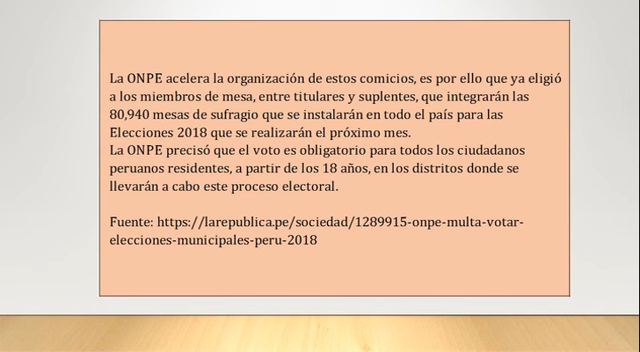 La ONPE acelera la organización de estos comicios, es por ello que ya eligió
a los miembros de mesa, entre titulares y suplentes, que integrarán las
80,940 mesas de sufragio que se instalarán en todo el país para las
Elecciones 2018 que se realizarán el próximo mes.
La ONPE precisó que el voto es obligatorio para todos los ciudadanos
peruanos residentes, a partir de los 18 años, en los distritos donde se
llevarán a cabo este proceso electoral.
Fuente: https://larepublica.pe/sociedad/1289915-onpe-multa-votar-
elecciones-municipales-peru-2018